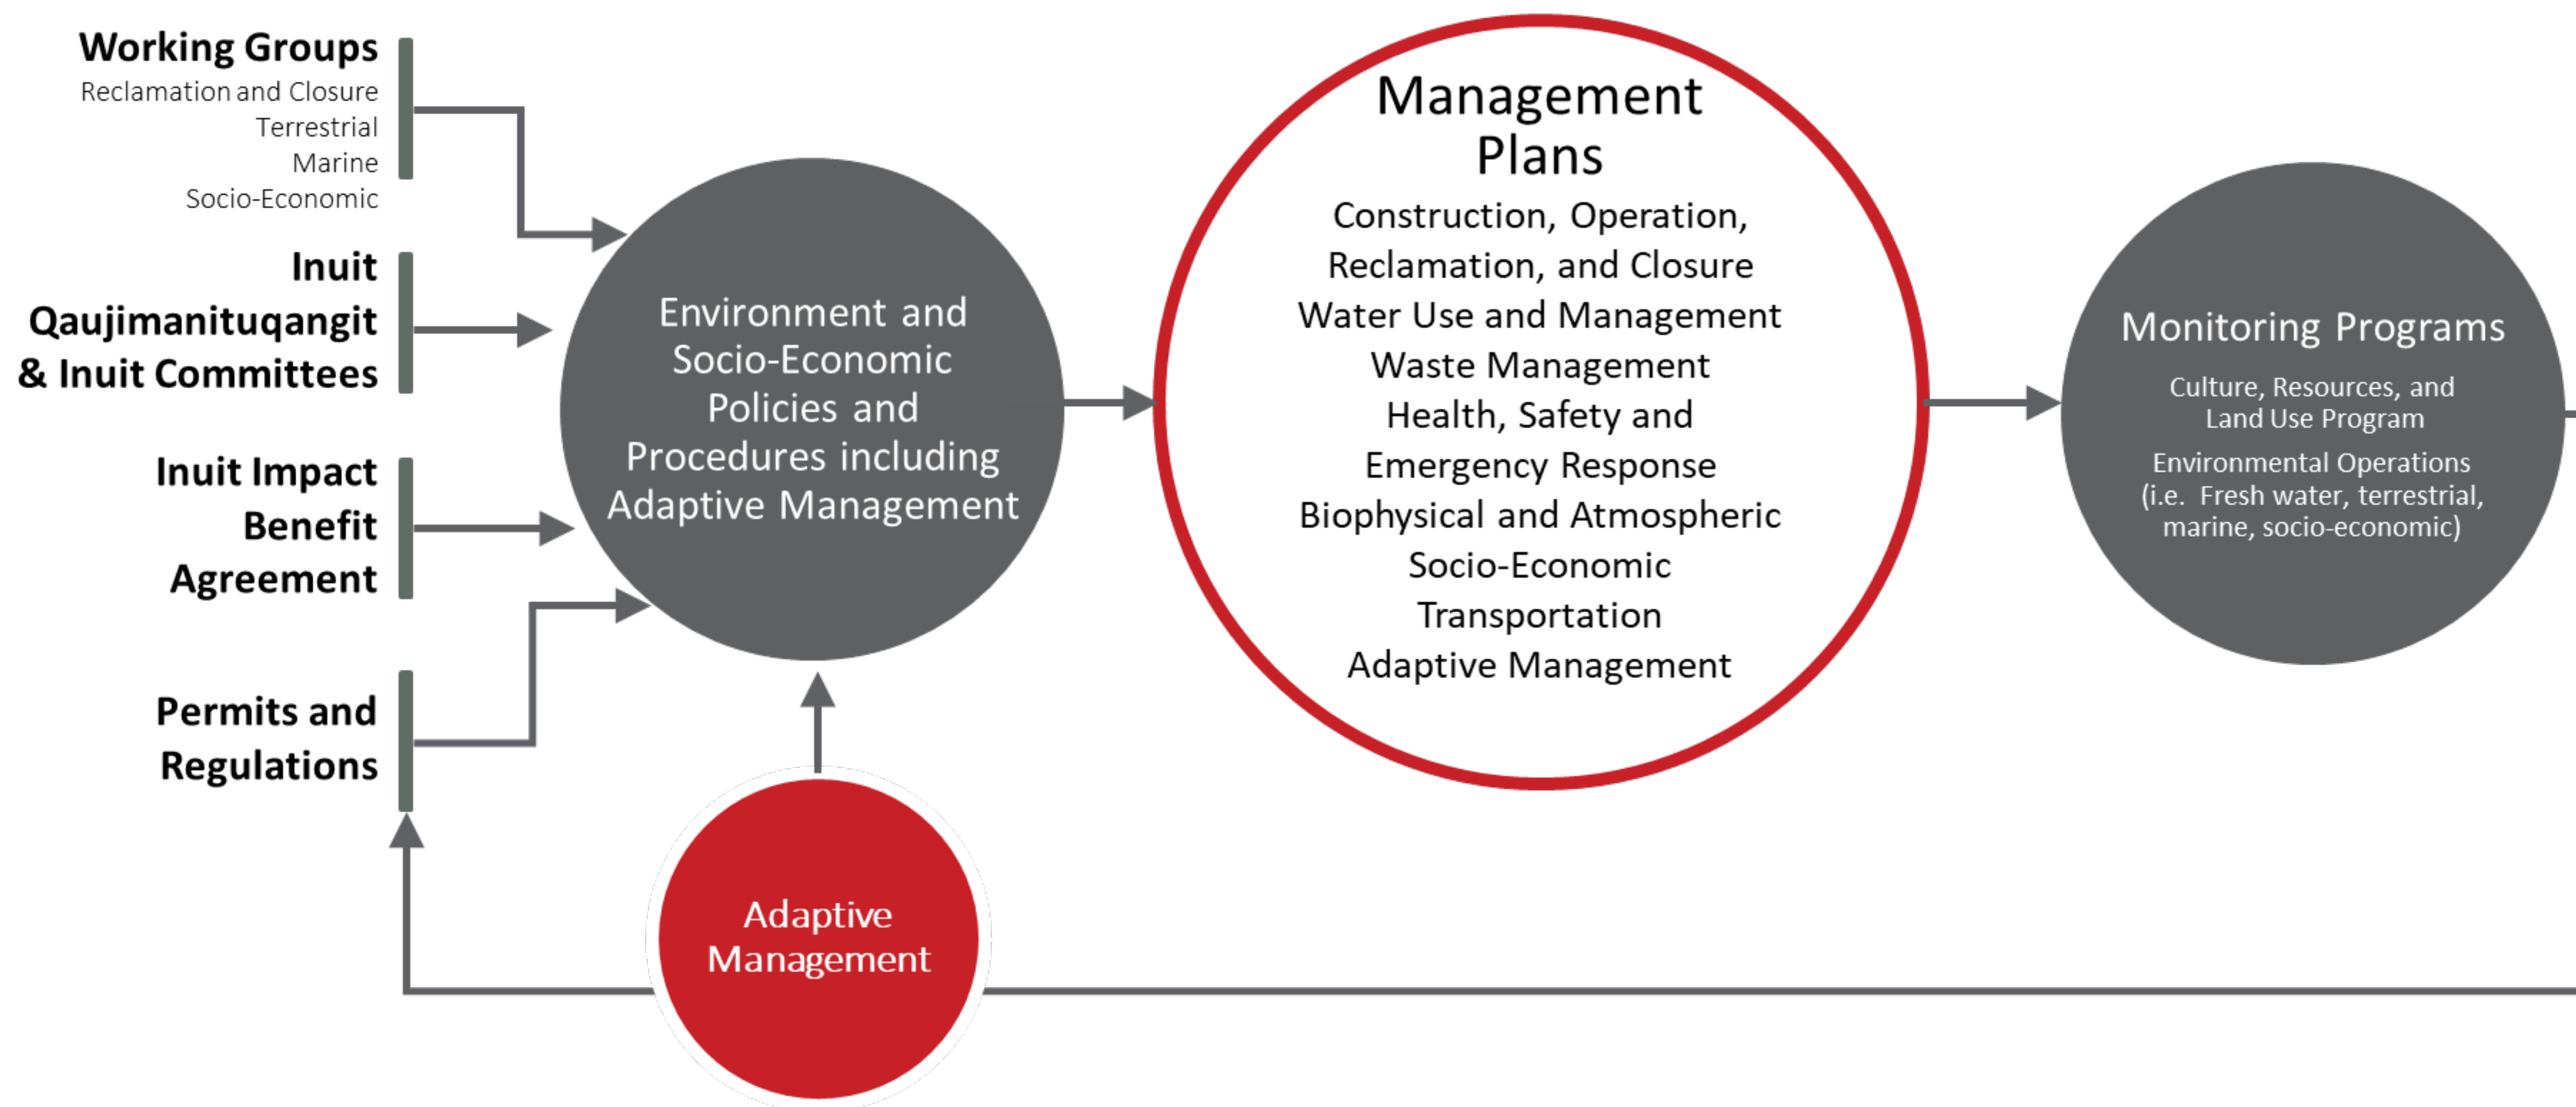 Working Groups
Reclamation and Closure
Terrestrial
Marine
Socio-Economic
Inuit
Qaujimanituqangit
& Inuit Committees
Inuit Impact
Benefit
Agreement
Permits and
Regulations
Environment and
Socio-Economic
Policies and
Procedures including
Adaptive Management
Adaptive
Management
Management
Plans
Construction, Operation,
Reclamation, and Closure
Water Use and Management
Waste Management
Health, Safety and
Emergency Response
Biophysical and Atmospheric
Socio-Economic
Transportation
Adaptive Management
Monitoring Programs
Culture, Resources, and
Land Use Program
Environmental Operations
(i.e. Fresh water, terrestrial,
marine, socio-economic)